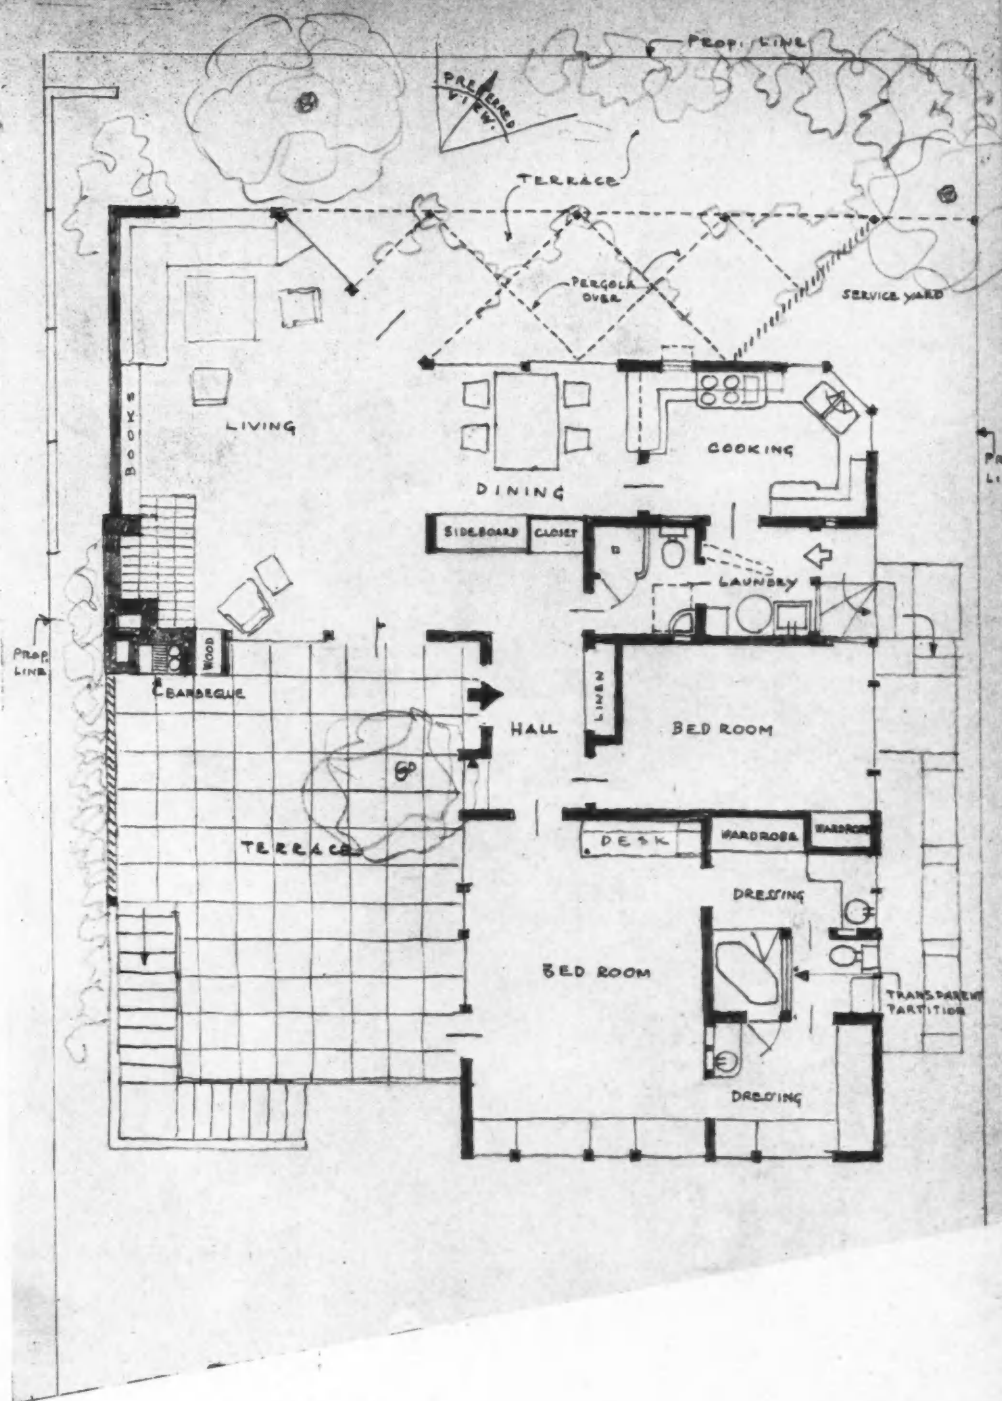 PROP. LINE
PREFERRED
VIEW.
TERRACE
PERGOLA
OVER
SERVICE YARD
BOOKS
LIVING
COOKING
DINING
SIDEBOARD
CLOSET
LAUNDRY
PROP.
LINE
WOOD
BARBEQUE
LINEN
HALL
BED ROOM
TERRACE
DESK
WARDROBE
WARDROBE
DRESSING
BED ROOM
TRANSPARENT
PARTITION
DRESSING